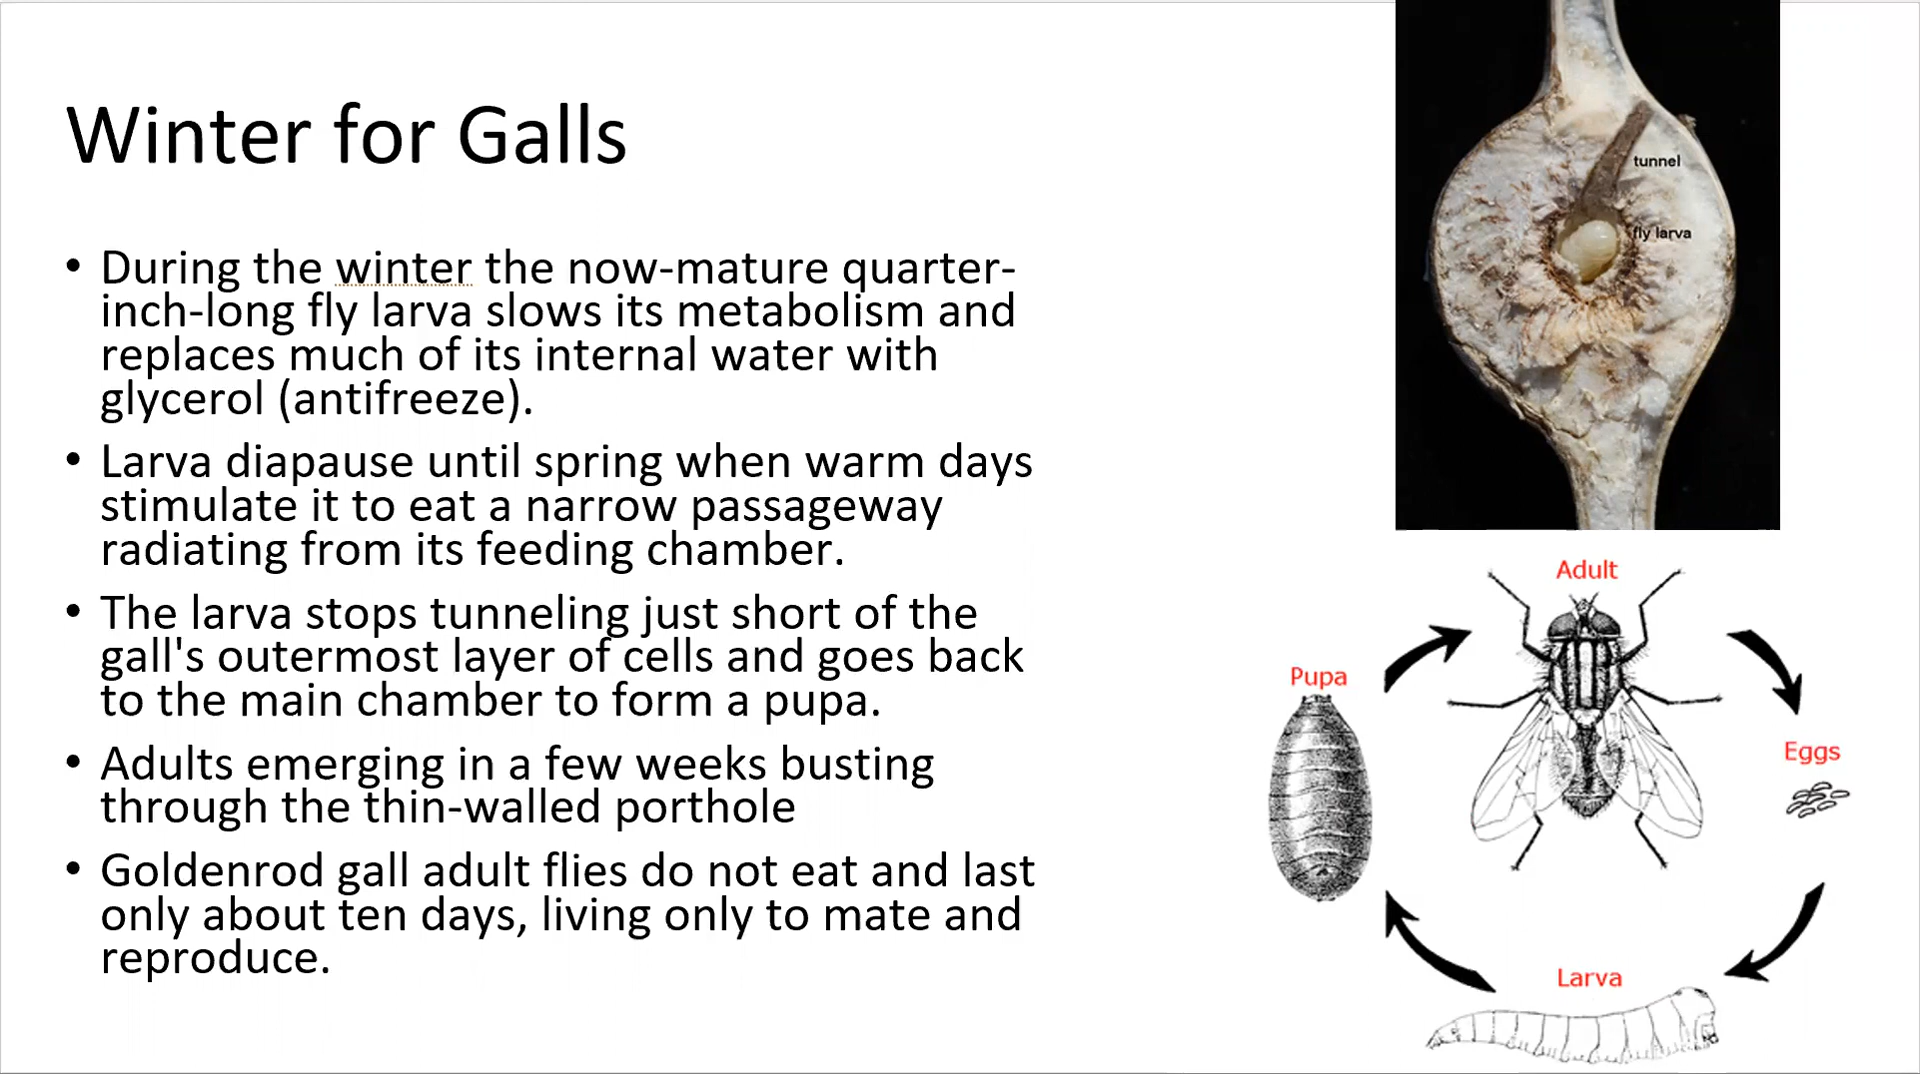 Winter for Galls
• During the winter the now-mature quarter-
inch-long fly larva slows its metabolism and
replaces much of its internal water with
glycerol (antifreeze).
• Larva diapause until spring when warm days
stimulate it to eat a narrow passageway
radiating from its feeding chamber.
• The larva stops tunneling just short of the
gall's outermost layer of cells and goes back
to the main chamber to form a pupa.
• Adults emerging in a few weeks busting
through the thin-walled porthole
• Goldenrod gall adult flies do not eat and last
only about ten days, living only to mate and
reproduce.
tunnel
fly larva
Adult
Pupa
Eggs
Larva